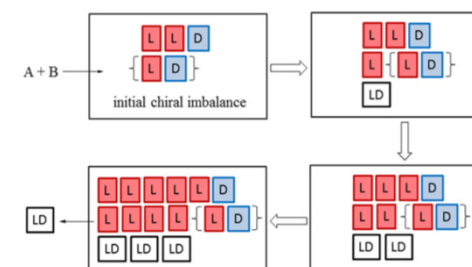 L L D
{ L D }
A + B
initial chiral imbalance
L L D
L { L D }
LD
L L L D
L L { L D }
LD LD
L L L L L D
L L L L { L D }
LD LD LD
LD